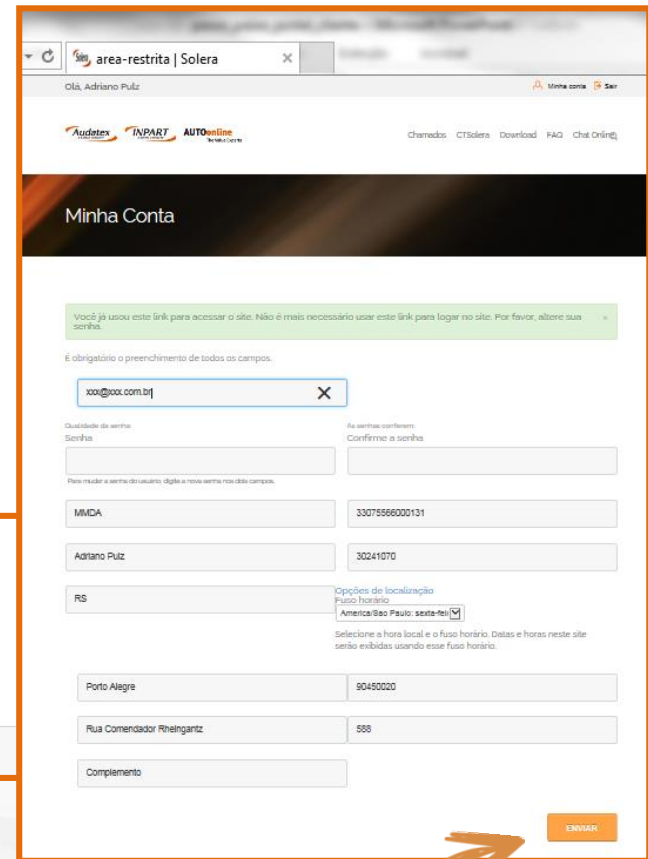 area-restrita | Solera
Olá, Adriano Pulz
Minha conta Sair
Audatex INPART AUTOonline
Chamados CTSolera Download FAQ Chat Online
Minha Conta
Você já usou este link para acessar o site. Não é mais necessário usar este link para logar no site. Por favor, altere sua
senha.
É obrigatório o preenchimento de todos os campos.
xxx@xxx.com.br
Qualidade da senha: As senhas conferem:
Senha Confirme a senha
Para mudar a senha do usuário, digite a nova senha nos dois campos.
MMDA 33075566000131
Adriano Pulz 30241070
RS
Opções de localização
Fuso horário
America/Sao Paulo: sexta-feir
Selecione a hora local e o fuso horário. Datas e horas neste site
serão exibidas usando esse fuso horário.
Porto Alegre 90450020
Rua Comendador Rheingantz 588
Complemento
ENVIAR